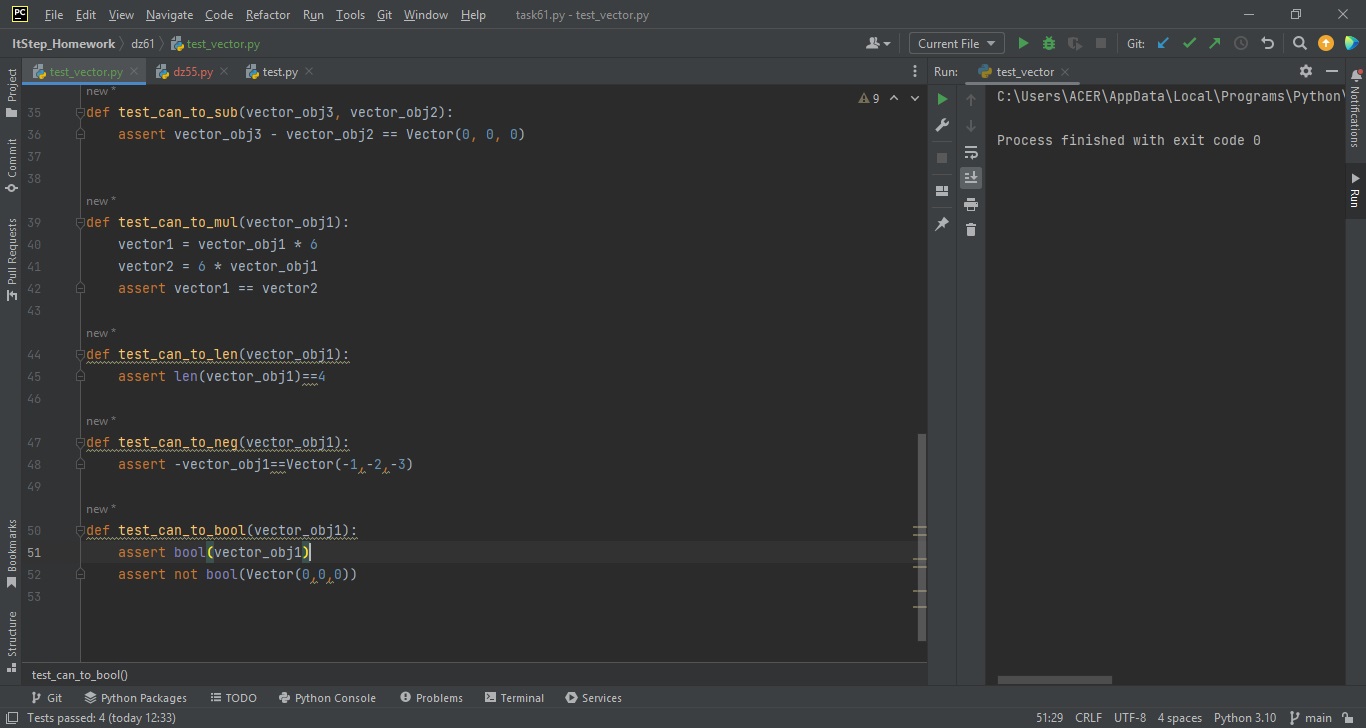 PC File Edit View Navigate Code Refactor Run Tools Git Window Help task61.py - test_vector.py
ItStep_Homework dz61 test_vector.py Current File Git:
test_vector.py dz55.py test.py Run: test_vector
Project
Commit
Pull Requests
Bookmarks
Structure
new *
9
35 def test_can_to_sub(vector_obj3, vector_obj2):
36 assert vector_obj3 - vector_obj2 == Vector(0, 0, 0)
37
38
new *
39 def test_can_to_mul(vector_obj1):
40 vector1 = vector_obj1 * 6
41 vector2 = 6 * vector_obj1
42 assert vector1 == vector2
43
new *
44 def test_can_to_len(vector_obj1):
45 assert len(vector_obj1)==4
46
new *
47 def test_can_to_neg(vector_obj1):
48 assert -vector_obj1==Vector(-1,-2,-3)
49
new *
50 def test_can_to_bool(vector_obj1):
51 assert bool(vector_obj1)
52 assert not bool(Vector(0,0,0))
53
test_can_to_bool()
C:\Users\ACER\AppData\Local\Programs\Python\
Process finished with exit code 0
Notifications
Run
Git Python Packages TODO Python Console Problems Terminal Services
Tests passed: 4 (today 12:33) 51:29 CRLF UTF-8 4 spaces Python 3.10 main